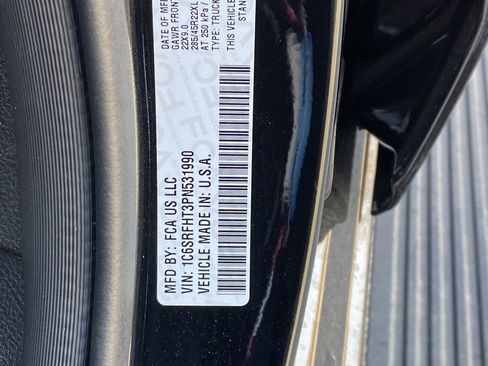 MFD BY: FCA US LLC
VIN: 1C6SRFHT3PN531990
VEHICLE MADE IN: U.S.A.
DATE OF MF
GAWR FRONT
22X9.0
285/45R22XL
AT 250 kPa /
TYPE: TRUCK
THIS VEHICLE
STAN